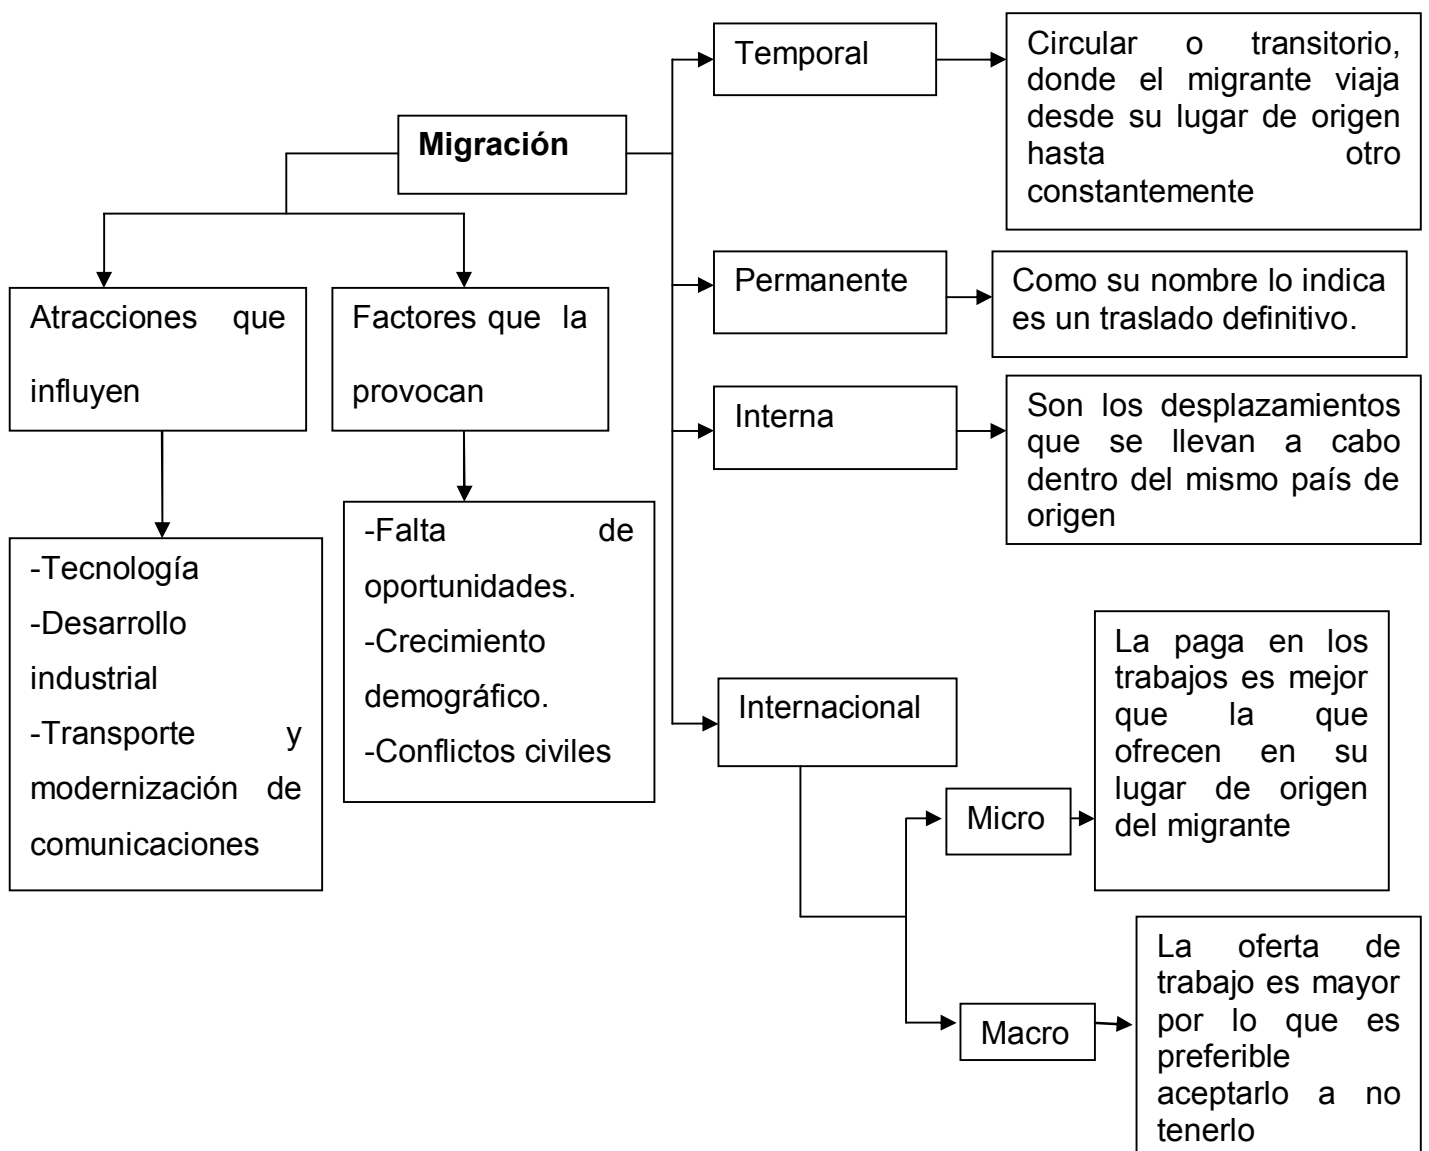 Migración
Atracciones que
influyen
-Tecnología
-Desarrollo
industrial
-Transporte y
modernización de
comunicaciones
Factores que la
provocan
-Falta de
oportunidades.
-Crecimiento
demográfico.
-Conflictos civiles
Temporal
Circular o transitorio,
donde el migrante viaja
desde su lugar de origen
hasta otro
constantemente
Permanente
Como su nombre lo indica
es un traslado definitivo.
Interna
Son los desplazamientos
que se llevan a cabo
dentro del mismo país de
origen
Internacional
Micro
La paga en los
trabajos es mejor
que la que
ofrecen en su
lugar de origen
del migrante
Macro
La oferta de
trabajo es mayor
por lo que es
preferible
aceptarlo a no
tenerlo